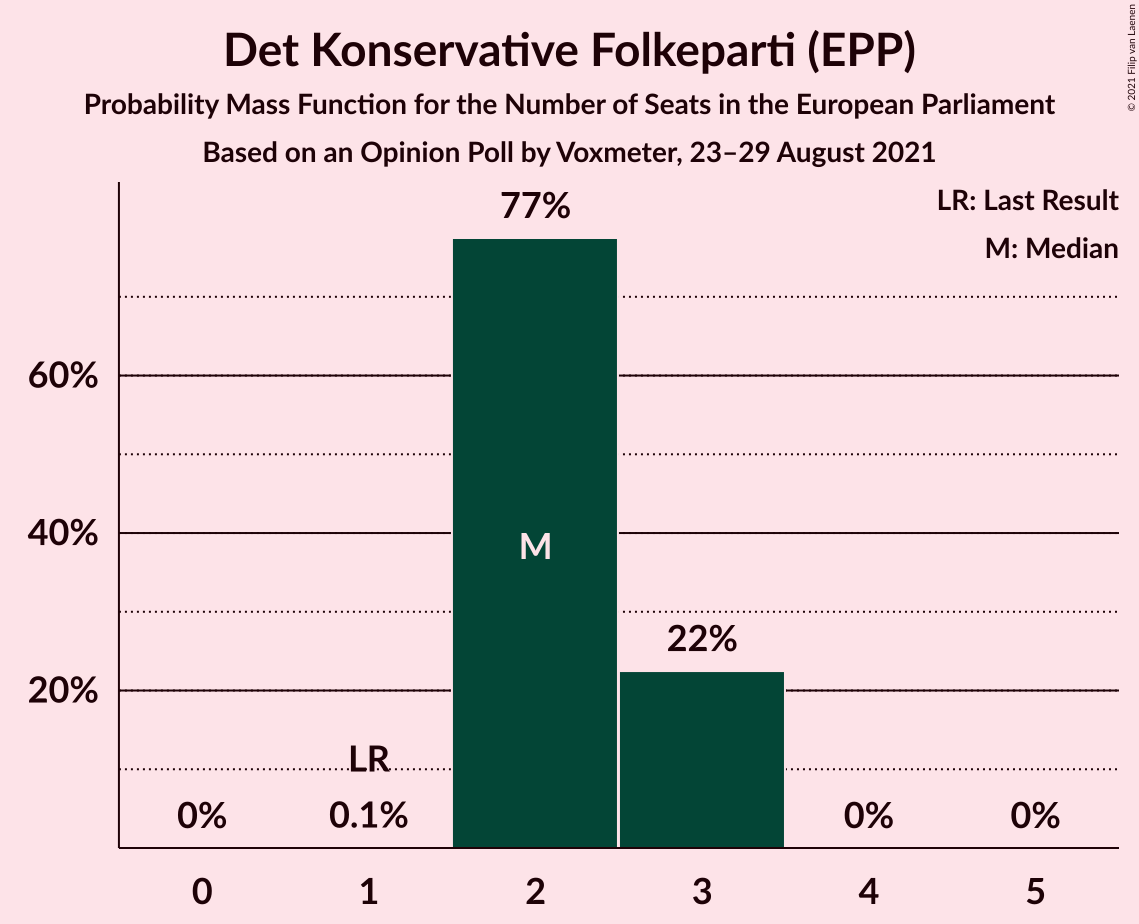 Det Konservative Folkeparti (EPP)
Probability Mass Function for the Number of Seats in the European Parliament
Based on an Opinion Poll by Voxmeter, 23–29 August 2021
© 2021 Filip van Laenen
LR: Last Result
M: Median
77%
60%
40%
M
22%
20%
LR
0%
0.1%
0%
0%
0
1
2
3
4
5